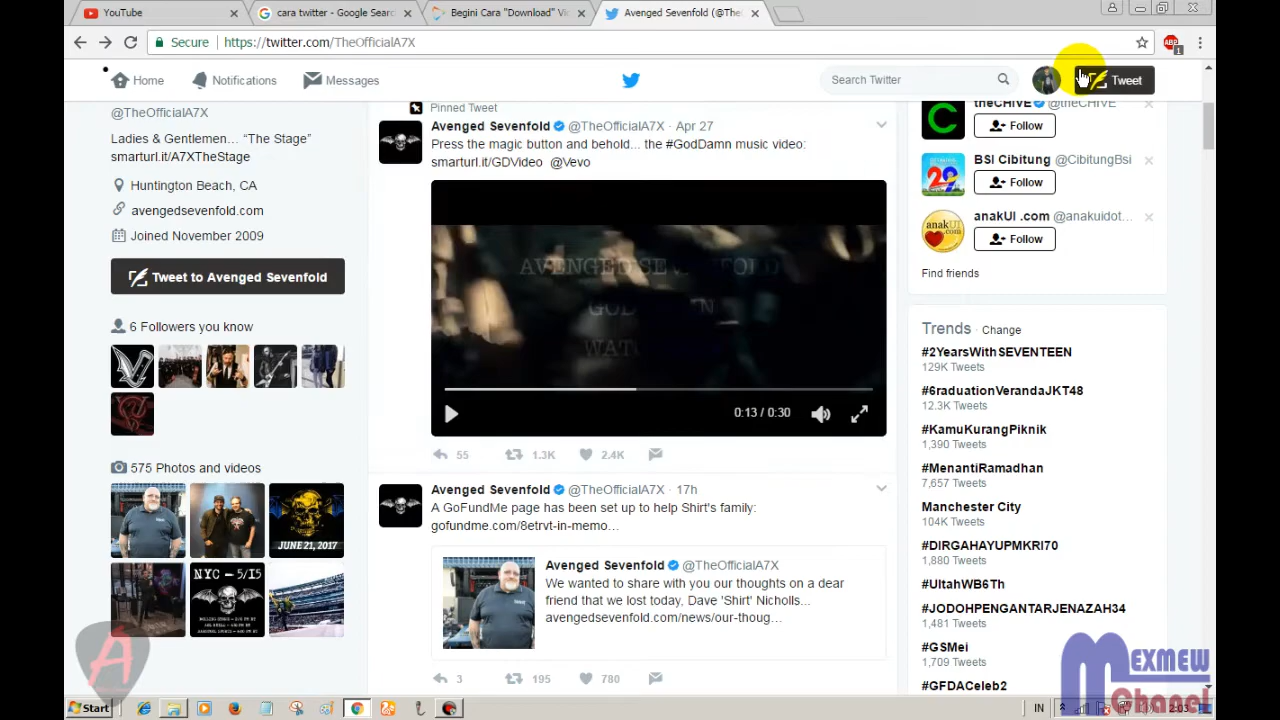 YouTube
cara twitter - Google Searc
Begini Cara "Download" Vi
Avenged Sevenfold (@The
Secure
https://twitter.com/TheOfficialA7X
ABP
1
Home
Notifications
Messages
Search Twitter
Tweet
@TheOfficialA7X
Ladies & Gentlemen... "The Stage"
smarturl.it/A7XTheStage
Huntington Beach, CA
avengedsevenfold.com
Joined November 2009
Tweet to Avenged Sevenfold
6 Followers you know
575 Photos and videos
JUNE 21, 2017
NYC – 5/15
Pinned Tweet
Avenged Sevenfold @TheOfficialA7X · Apr 27
Press the magic button and behold... the #GodDamn music video:
smarturl.it/GDVideo @Vevo
AVENGED SEVENFOLD
0:13 / 0:30
55
1.3K
2.4K
Avenged Sevenfold @TheOfficialA7X · 17h
A GoFundMe page has been set up to help Shirt's family:
gofundme.com/8etrvt-in-memo…
Avenged Sevenfold @TheOfficialA7X
We wanted to share with you our thoughts on a dear
friend that we lost today, Dave 'Shirt' Nicholls...
avengedsevenfold.com/news/our-thoug…
3
195
780
theCHIVE @theCHIVE
Follow
BSI Cibitung @CibitungBsi
Follow
anakUI .com @anakuidot…
Follow
Find friends
Trends · Change
#2YearsWithSEVENTEEN
129K Tweets
#6raduationVerandaJKT48
12.3K Tweets
#KamuKurangPiknik
1,390 Tweets
#MenantiRamadhan
7,657 Tweets
Manchester City
104K Tweets
#DIRGAHAYUPMKRI70
1,880 Tweets
#UltahWB6Th
#JODOHPENGANTARJENAZAH34
1,481 Tweets
#GSMei
1,709 Tweets
#GFDACeleb2
MEXMEW
Chanel
Start
IN
2:03